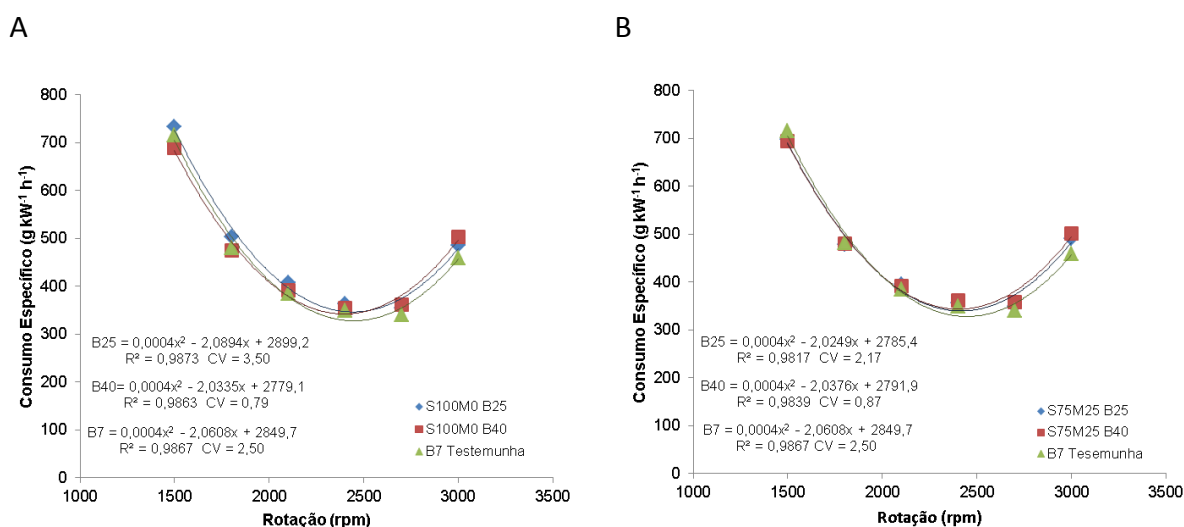 A
800
700
600
500
400
300
200
100
0
Consumo Específico (g kW⁻¹ h⁻¹)
B25 = 0,0004x² - 2,0894x + 2899,2
R² = 0,9873 CV = 3,50
B40= 0,0004x² - 2,0335x + 2779,1
R² = 0,9863 CV = 0,79
B7 = 0,0004x² - 2,0608x + 2849,7
R² = 0,9867 CV = 2,50
S100M0 B25
S100M0 B40
B7 Testemunha
1000 1500 2000 2500 3000 3500
Rotação (rpm)
B
800
700
600
500
400
300
200
100
0
Consumo Específico (g kW⁻¹ h⁻¹)
B25 = 0,0004x² - 2,0249x + 2785,4
R² = 0,9817 CV = 2,17
B40 = 0,0004x² - 2,0376x + 2791,9
R² = 0,9839 CV = 0,87
B7 = 0,0004x² - 2,0608x + 2849,7
R² = 0,9867 CV = 2,50
S75M25 B25
S75M25 B40
B7 Tesemunha
1000 1500 2000 2500 3000 3500
Rotação (rpm)